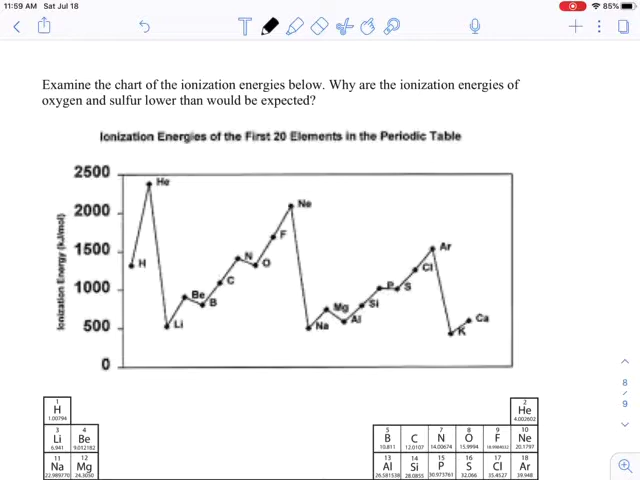 11:59 AM Sat Jul 18
85%
T
Examine the chart of the ionization energies below. Why are the ionization energies of
oxygen and sulfur lower than would be expected?
Ionization Energies of the First 20 Elements in the Periodic Table
Ionization Energy (kJ/mol)
2500
2000
1500
1000
500
0
H
He
Li
Be
B
C
N
O
F
Ne
Na
Mg
Al
Si
P
S
Cl
Ar
K
Ca
8
9
1
H
1.00794
2
He
4.002602
3 4
Li Be
6.941 9.012182
11 12
Na Mg
22.989770 24.3050
5 6 7 8 9 10
B C N O F Ne
10.811 12.0107 14.00674 15.9994 18.9984032 20.1797
13 14 15 16 17 18
Al Si P S Cl Ar
26.581538 28.0855 30.973761 32.066 35.4527 39.948